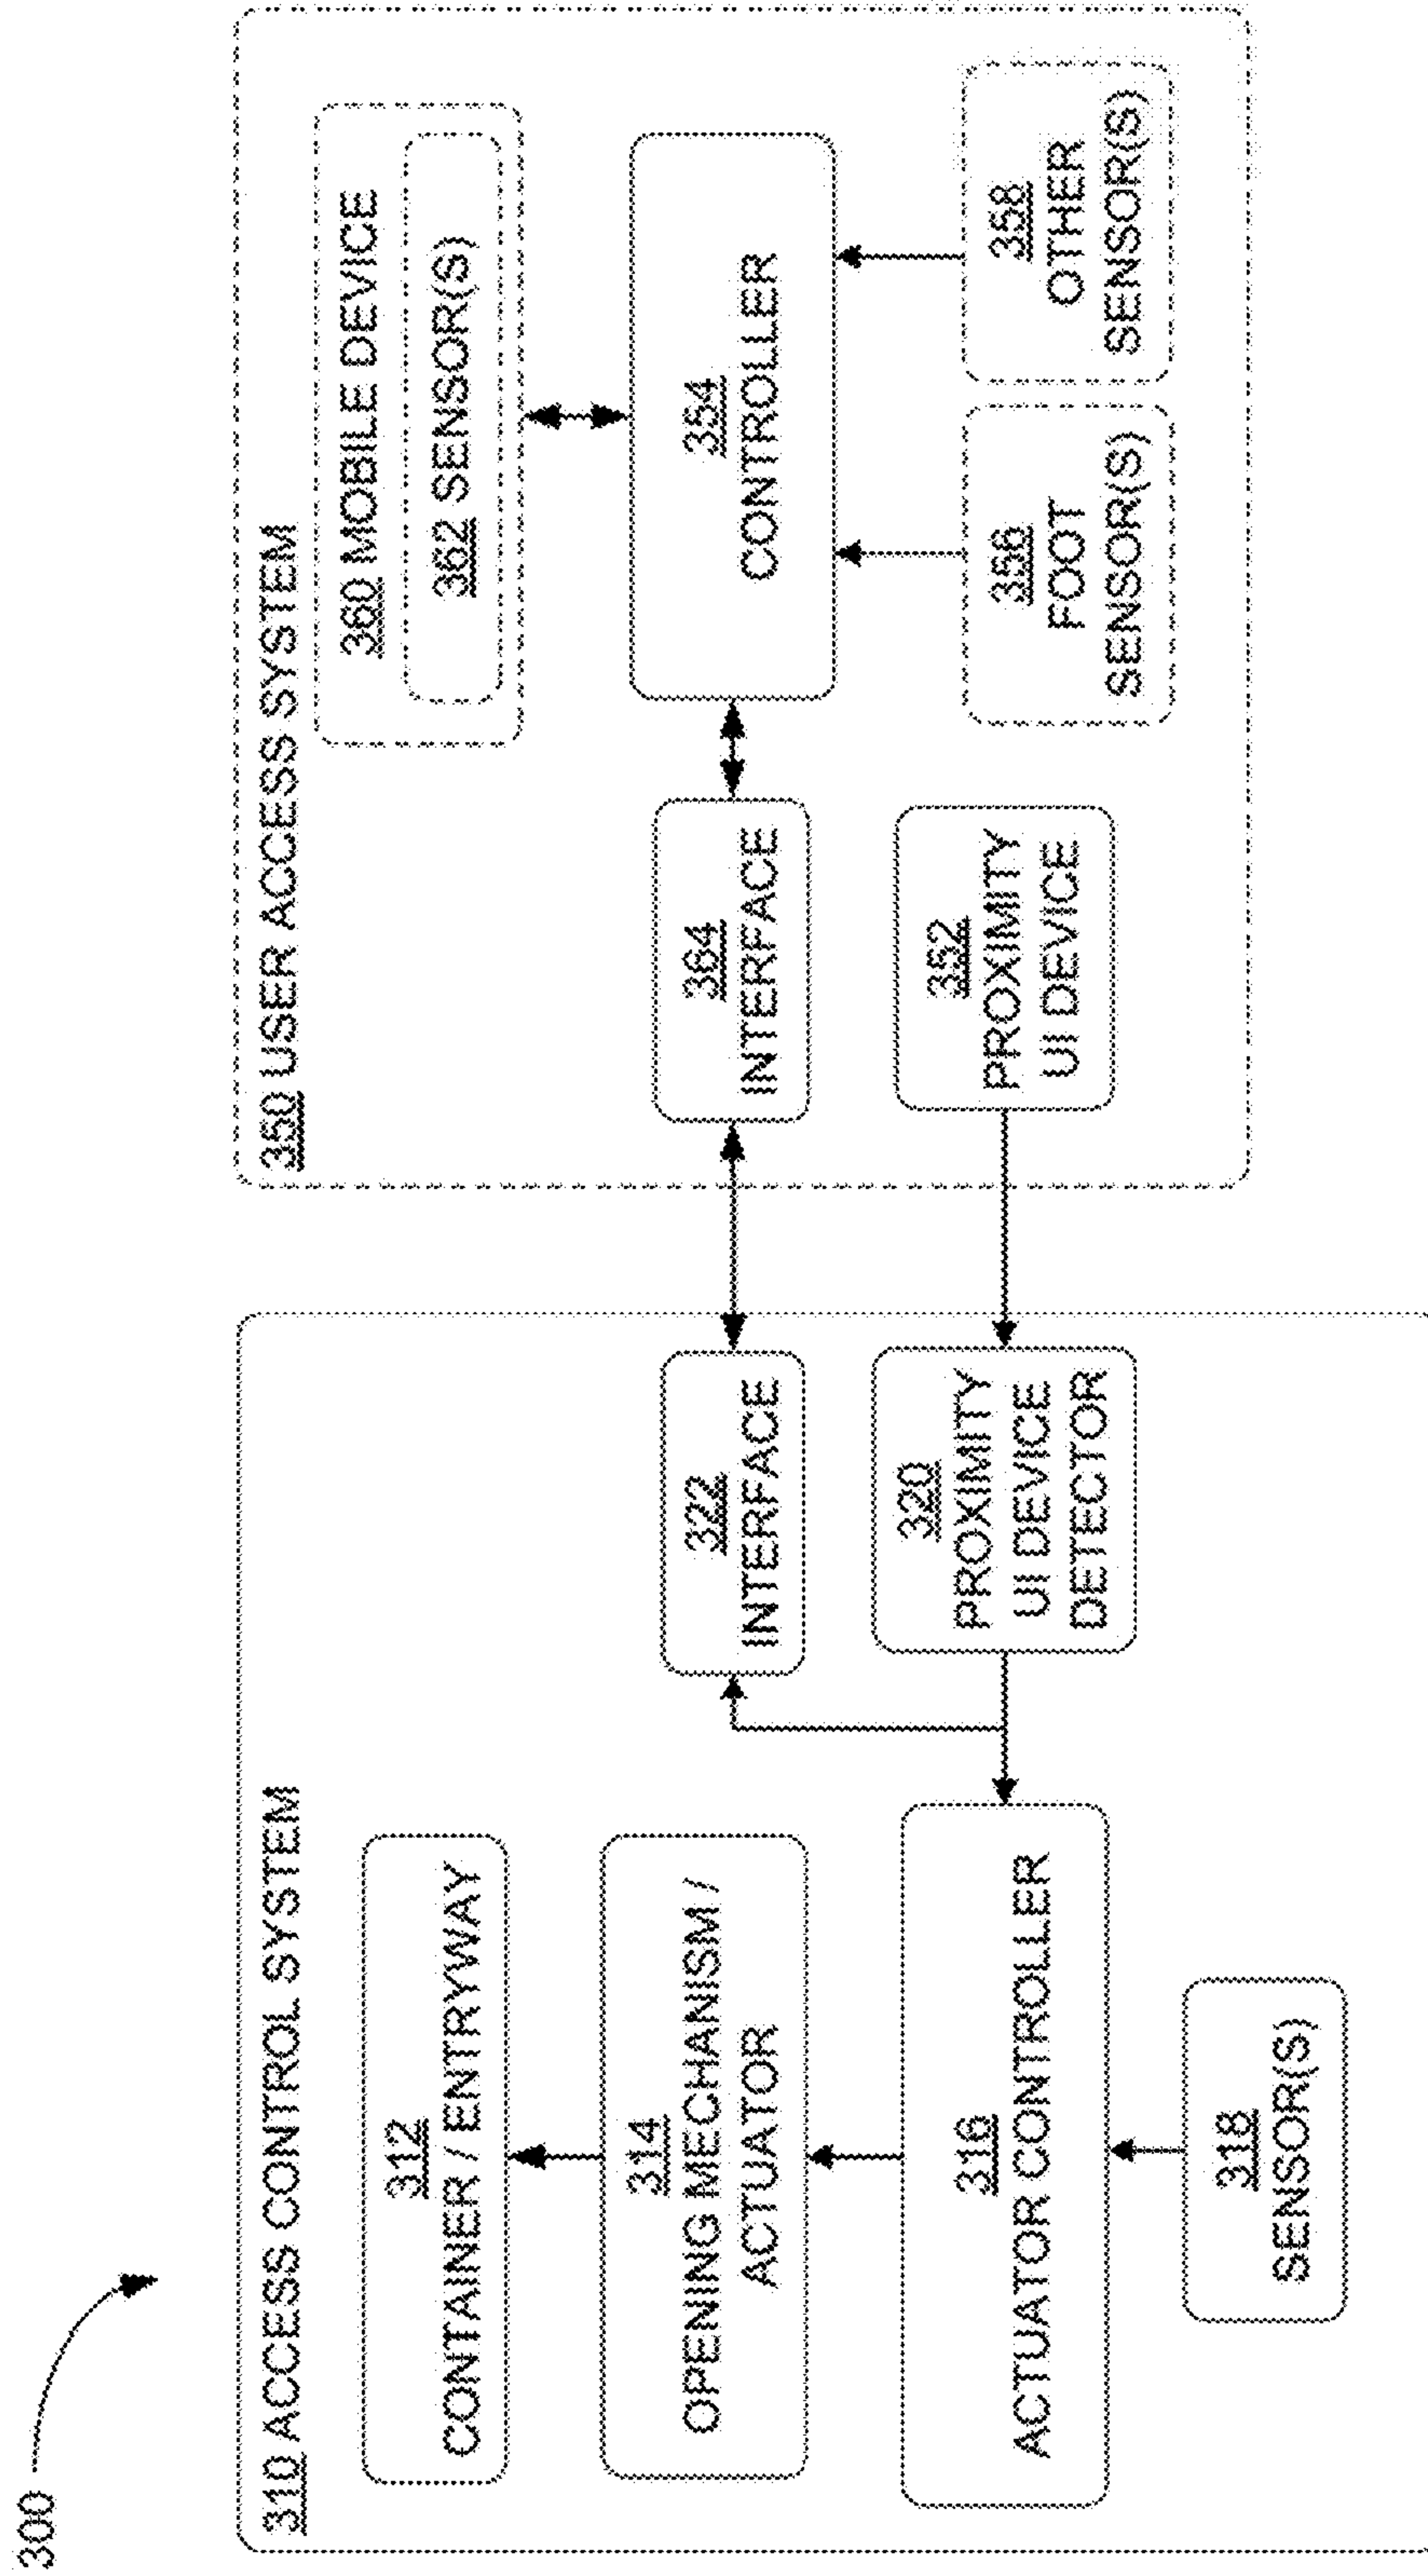 300
310 ACCESS CONTROL SYSTEM
312
CONTAINER / ENTRYWAY
314
OPENING MECHANISM /
ACTUATOR
316
ACTUATOR CONTROLLER
318
SENSOR(S)
322
INTERFACE
320
PROXIMITY
UI DEVICE
DETECTOR
350 USER ACCESS SYSTEM
360 MOBILE DEVICE
362 SENSOR(S)
364
INTERFACE
354
CONTROLLER
352
PROXIMITY
UI DEVICE
356
FOOT
SENSOR(S)
358
OTHER
SENSOR(S)